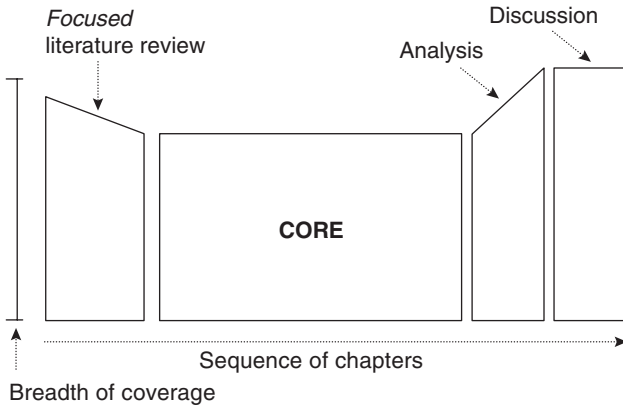 Focused
literature review
Analysis
Discussion
CORE
Sequence of chapters
Breadth of coverage